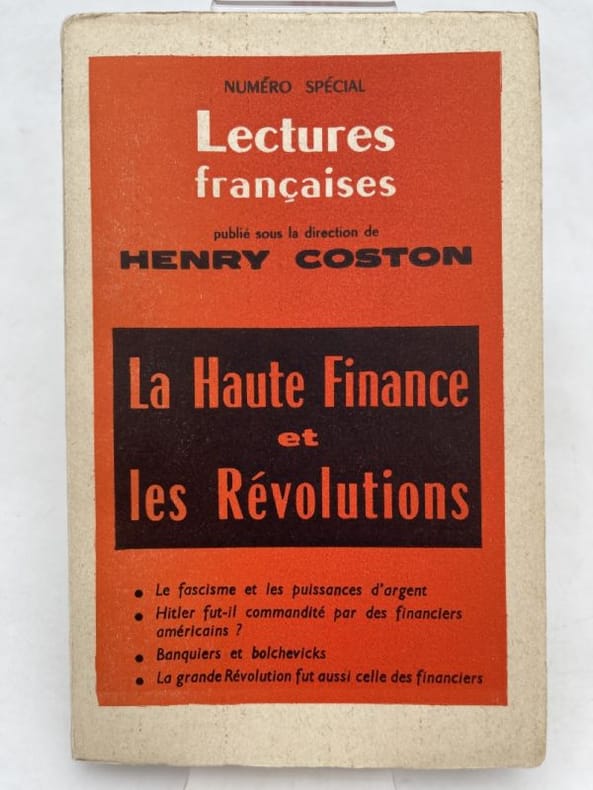 NUMÉRO SPÉCIAL
Lectures
françaises
publié sous la direction de
HENRY COSTON
La Haute Finance
et
les Révolutions
• Le fascisme et les puissances d'argent
• Hitler fut-il commandité par des financiers
américains ?
• Banquiers et bolchevicks
• La grande Révolution fut aussi celle des financiers